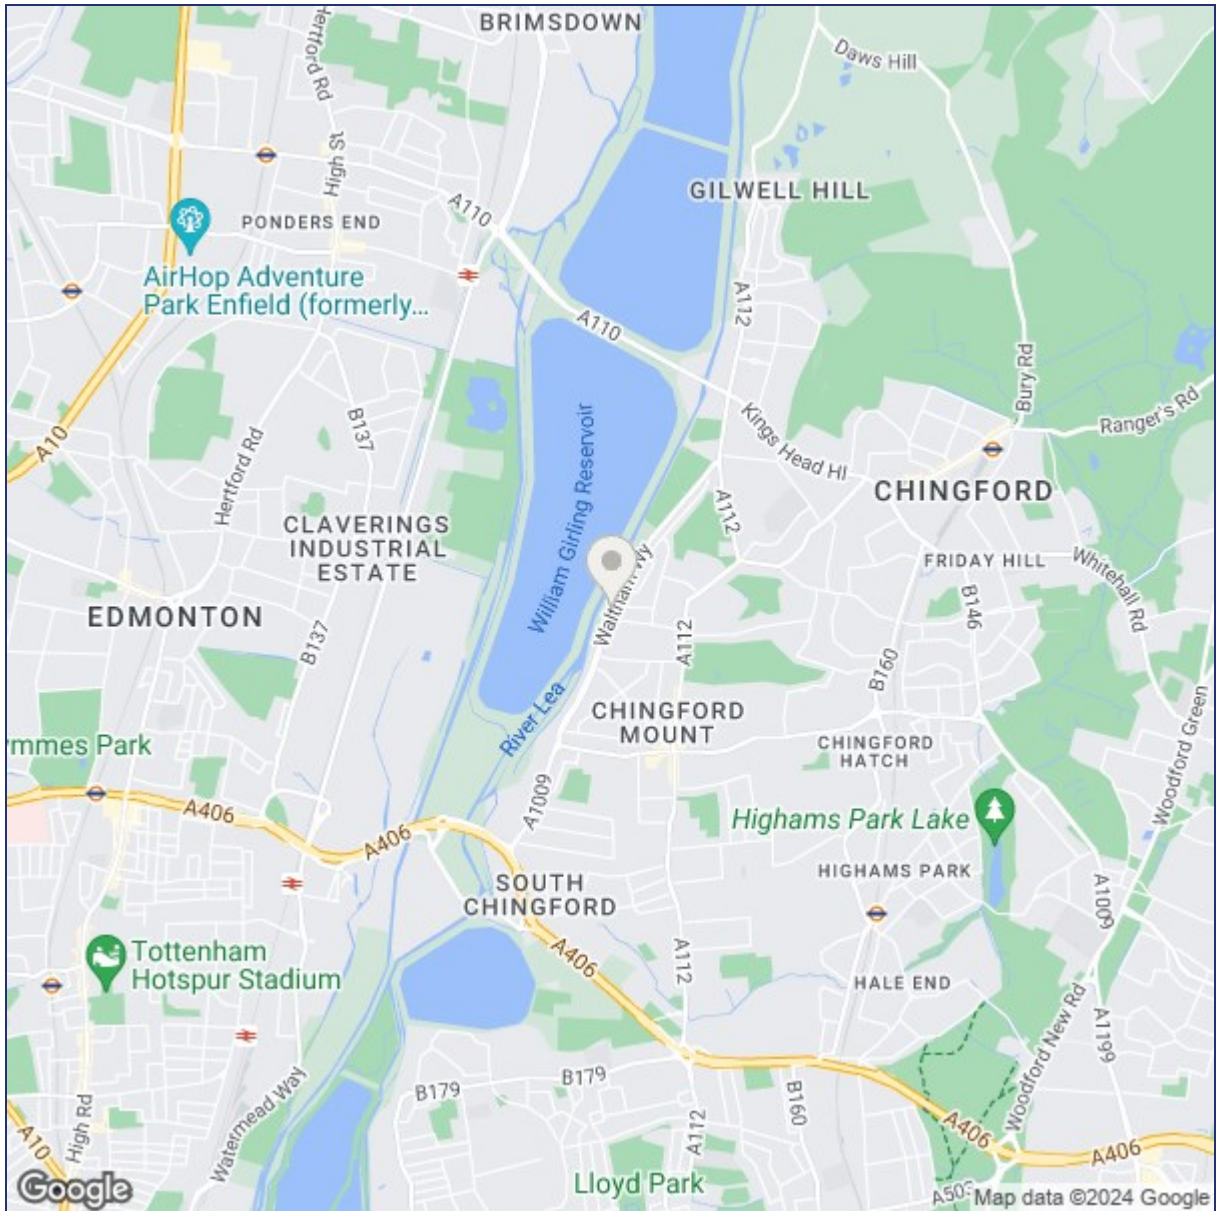 BRIMSDOWN
Hertford Rd
Daws Hill
High St
GILWELL HILL
A110
PONDERS END
AirHop Adventure
Park Enfield (formerly...
A112
A110
Bury Rd
Ranger's Rd
A10
B137
Hertford Rd
William Girling Reservoir
Kings Head Hl
CHINGFORD
A112
CLAVERINGS
INDUSTRIAL
ESTATE
FRIDAY HILL
Whitehall Rd
B146
EDMONTON
Waltham Wy
B137
A112
B160
River Lea
CHINGFORD
MOUNT
CHINGFORD
HATCH
Woodford Green
mmes Park
A1009
A406
A406
Highams Park Lake
HIGHAMS PARK
SOUTH
CHINGFORD
A1009
Tottenham
Hotspur Stadium
A406
A112
HALE END
Woodford New Rd
A1199
High Rd
Watermead Way
B179
B179
B160
A112
A10
A406
A406
Lloyd Park
Google
A503
Map data ©2024 Google